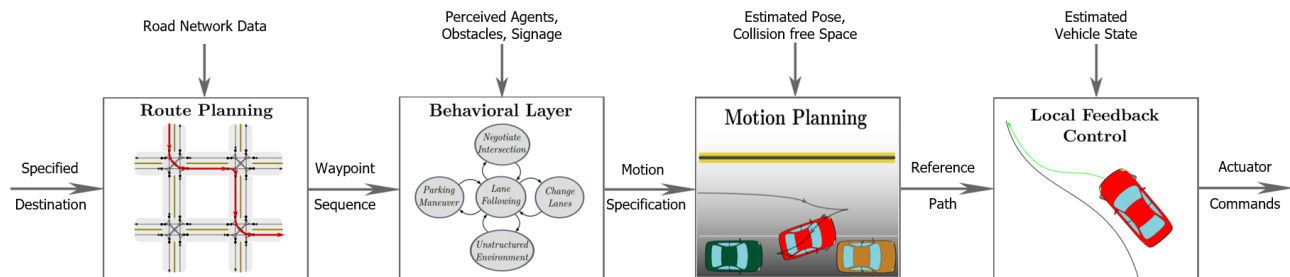 Road Network Data
Perceived Agents,
Obstacles, Signage
Estimated Pose,
Collision free Space
Estimated
Vehicle State
Route Planning
Behavioral Layer
Motion Planning
Local Feedback
Control
Specified
Destination
Waypoint
Sequence
Negotiate
Intersection
Parking
Maneuver
Lane
Following
Change
Lanes
Unstructured
Environment
Motion
Specification
Reference
Path
Actuator
Commands